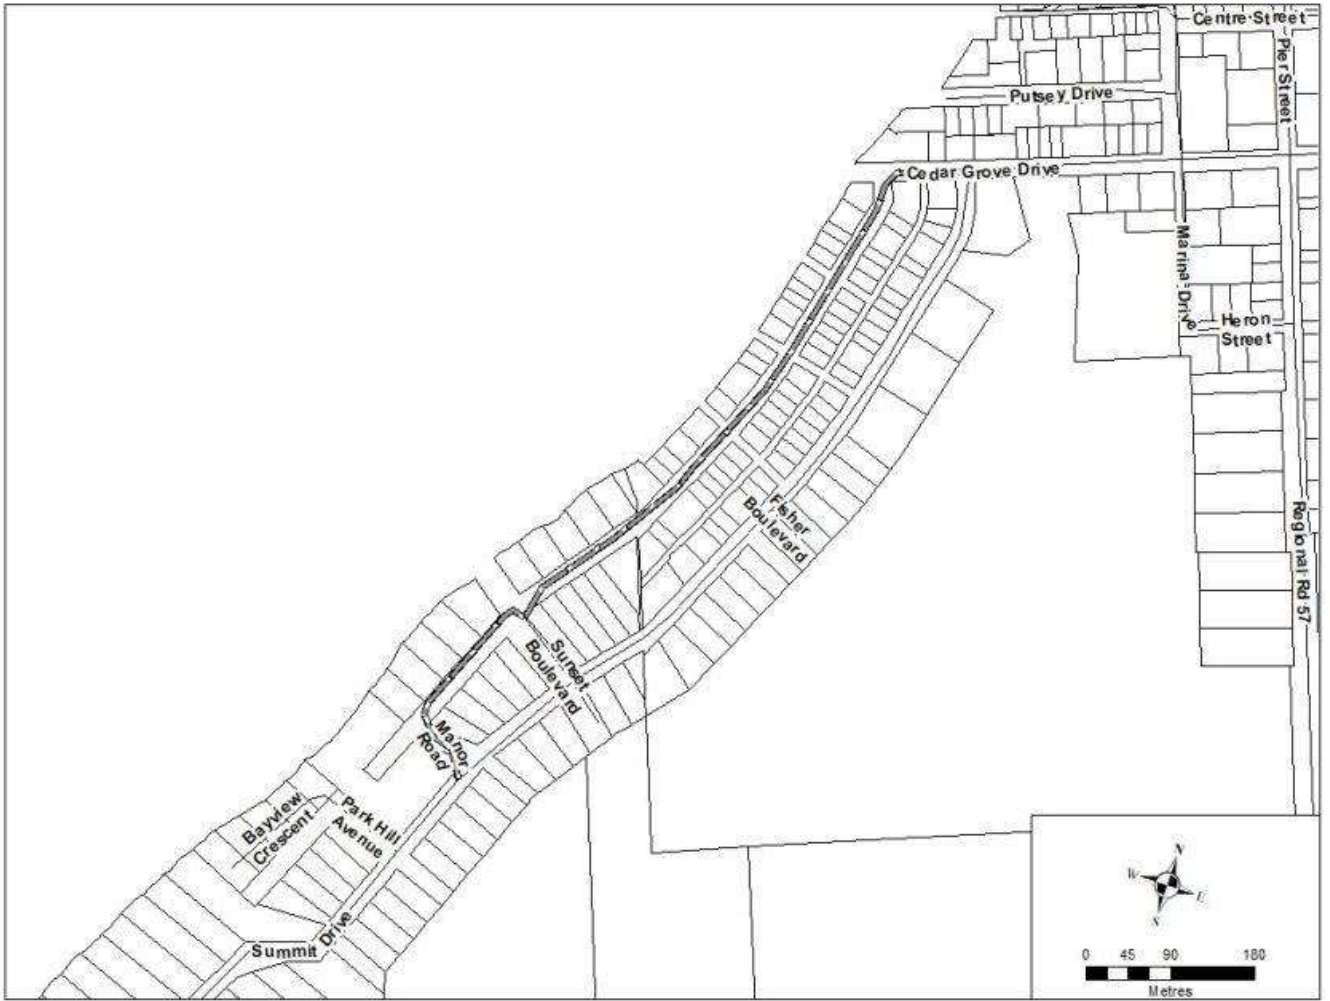 Centre Street
Pier Street
Putsey Drive
Cedar Grove Drive
Marina Drive
Heron
Street
Fisher
Boulevard
Regional Rd 57
Sunset
Boulevard
Manor
Road
Park Hill
Avenue
Bayview
Crescent
Summit Drive
N
W
E
S
0 45 90 180
Metres